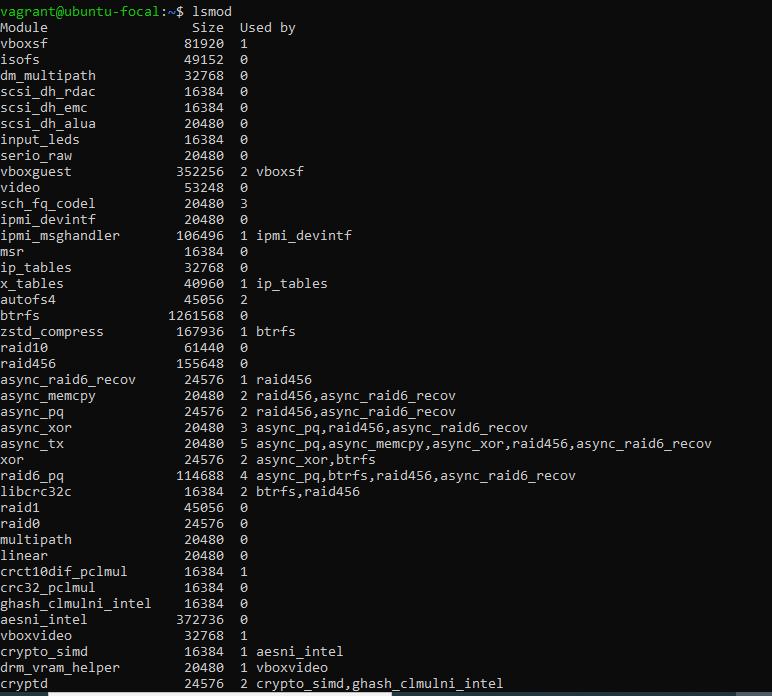 vagrant@ubuntu-focal:~$ lsmod
Module                  Size  Used by
vboxsf                 81920  1
isofs                  49152  0
dm_multipath           32768  0
scsi_dh_rdac           16384  0
scsi_dh_emc            16384  0
scsi_dh_alua           20480  0
input_leds             16384  0
serio_raw              20480  0
vboxguest             352256  2 vboxsf
video                  53248  0
sch_fq_codel           20480  3
ipmi_devintf           20480  0
ipmi_msghandler       106496  1 ipmi_devintf
msr                    16384  0
ip_tables              32768  0
x_tables               40960  1 ip_tables
autofs4                45056  2
btrfs                1261568  0
zstd_compress         167936  1 btrfs
raid10                 61440  0
raid456               155648  0
async_raid6_recov      24576  1 raid456
async_memcpy           20480  2 raid456,async_raid6_recov
async_pq               24576  2 raid456,async_raid6_recov
async_xor              20480  3 async_pq,raid456,async_raid6_recov
async_tx               20480  5 async_pq,async_memcpy,async_xor,raid456,async_raid6_recov
xor                    24576  2 async_xor,btrfs
raid6_pq              114688  4 async_pq,btrfs,raid456,async_raid6_recov
libcrc32c              16384  2 btrfs,raid456
raid1                  45056  0
raid0                  24576  0
multipath              20480  0
linear                 20480  0
crct10dif_pclmul       16384  1
crc32_pclmul           16384  0
ghash_clmulni_intel    16384  0
aesni_intel           372736  0
vboxvideo              32768  1
crypto_simd            16384  1 aesni_intel
drm_vram_helper        20480  1 vboxvideo
cryptd                 24576  2 crypto_simd,ghash_clmulni_intel